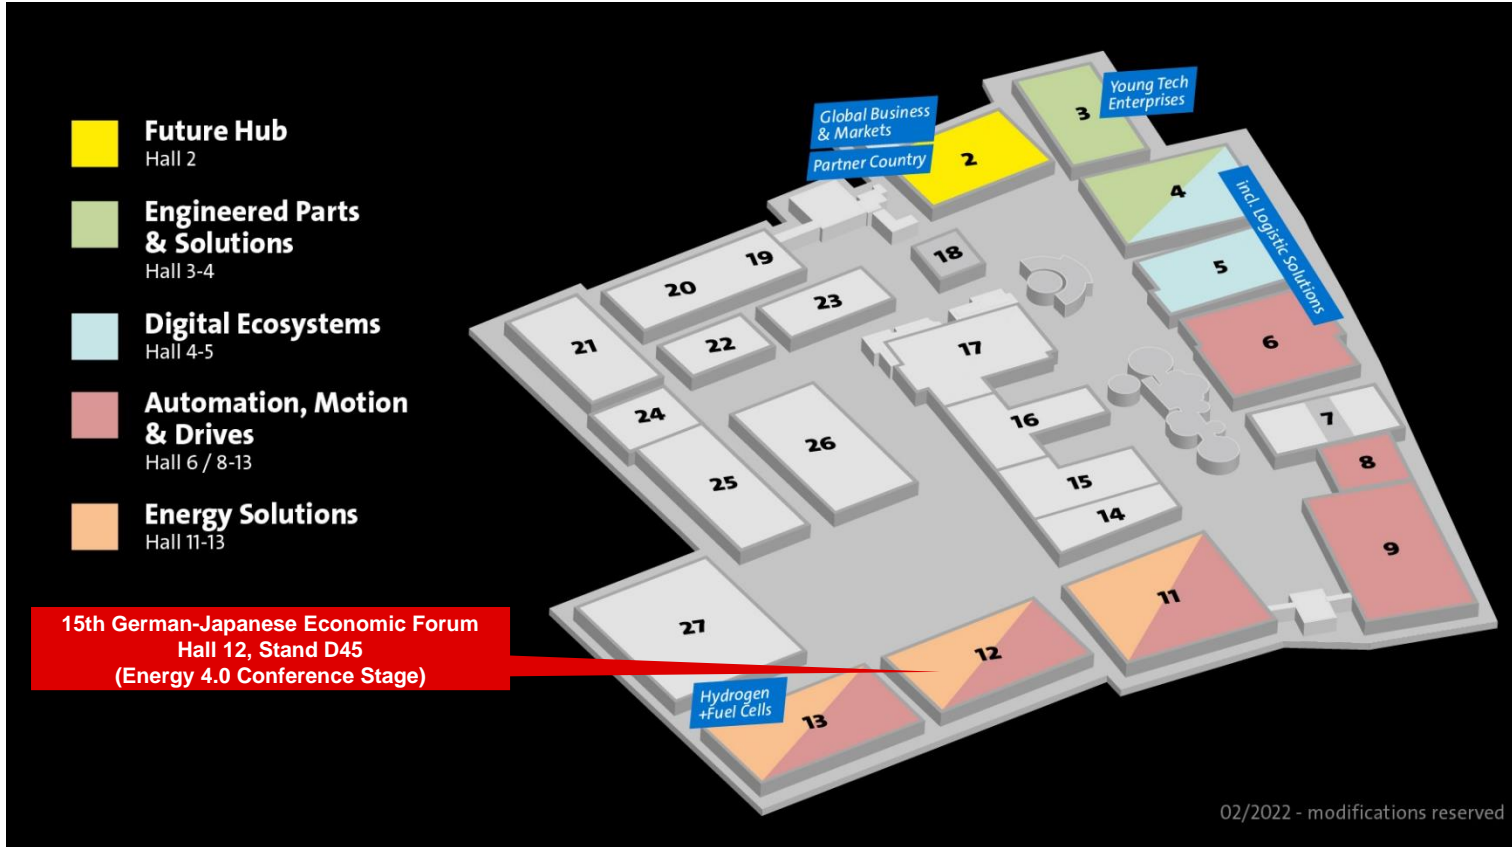 Future Hub
Hall 2
Engineered Parts
& Solutions
Hall 3-4
Digital Ecosystems
Hall 4-5
Automation, Motion
& Drives
Hall 6 / 8-13
Energy Solutions
Hall 11-13
15th German-Japanese Economic Forum
Hall 12, Stand D45
(Energy 4.0 Conference Stage)
Global Business
& Markets
Partner Country
Young Tech
Enterprises
incl. Logistic Solutions
Hydrogen
+Fuel Cells
2
3
4
5
6
7
8
9
11
12
13
14
15
16
17
18
19
20
21
22
23
24
25
26
27
02/2022 - modifications reserved